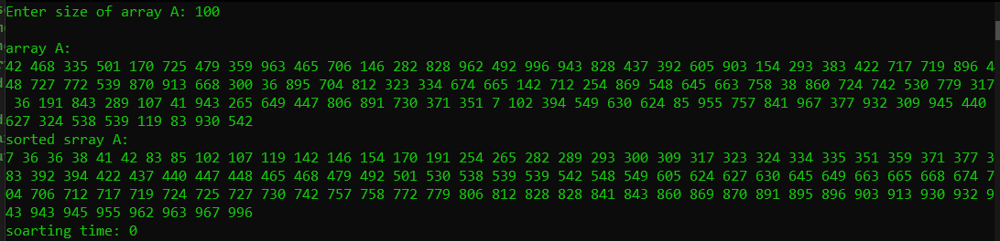 Enter size of array A: 100
array A:
42 468 335 501 170 725 479 359 963 465 706 146 282 828 962 492 996 943 828 437 392 605 903 154 293 383 422 717 719 896 4
48 727 772 539 870 913 668 300 36 895 704 812 323 334 674 665 142 712 254 869 548 645 663 758 38 860 724 742 530 779 317
36 191 843 289 107 41 943 265 649 447 806 891 730 371 351 7 102 394 549 630 624 85 955 757 841 967 377 932 309 945 440
627 324 538 539 119 83 930 542
sorted srray A:
7 36 36 38 41 42 83 85 102 107 119 142 146 154 170 191 254 265 282 289 293 300 309 317 323 324 334 335 351 359 371 377 3
83 392 394 422 437 440 447 448 465 468 479 492 501 530 538 539 539 542 548 549 605 624 627 630 645 649 663 665 668 674 7
04 706 712 717 719 724 725 727 730 742 757 758 772 779 806 812 828 828 841 843 860 869 870 891 895 896 903 913 930 932 9
43 943 945 955 962 963 967 996
soarting time: 0